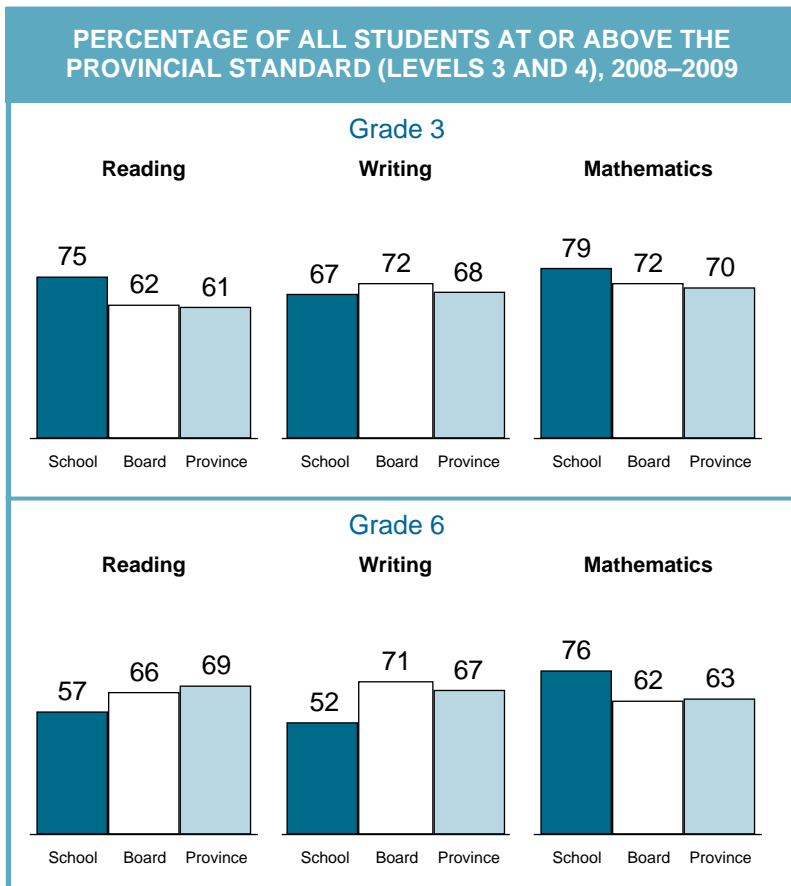 PERCENTAGE OF ALL STUDENTS AT OR ABOVE THE
PROVINCIAL STANDARD (LEVELS 3 AND 4), 2008–2009
Grade 3
Reading Writing Mathematics
75 62 61 67 72 68 79 72 70
School Board Province School Board Province School Board Province
Grade 6
Reading Writing Mathematics
57 66 69 52 71 67 76 62 63
School Board Province School Board Province School Board Province